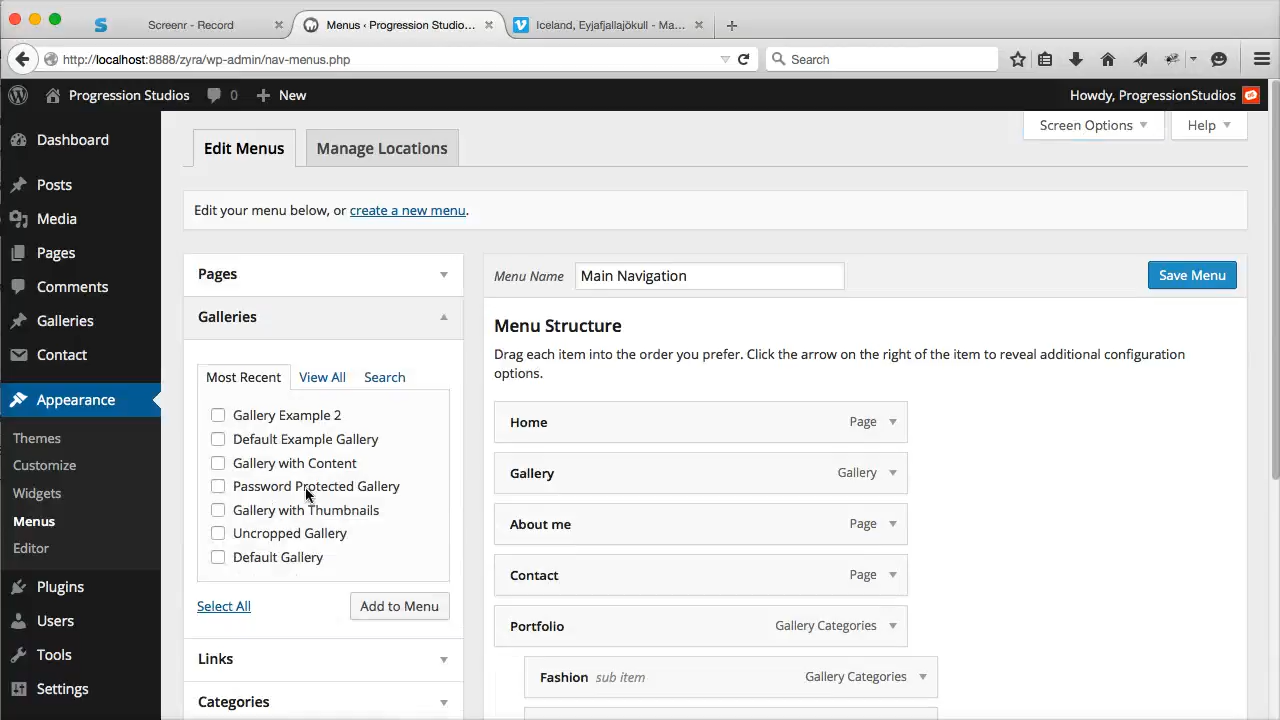 Screenr - Record
Menus ‹ Progression Studio...
Iceland, Eyjafjallajökull - Ma...
http://localhost:8888/zyra/wp-admin/nav-menus.php
Search
Progression Studios
0
New
Howdy, ProgressionStudios
Dashboard
Posts
Media
Pages
Comments
Galleries
Contact
Appearance
Themes
Customize
Widgets
Menus
Editor
Plugins
Users
Tools
Settings
Screen Options
Help
Edit Menus
Manage Locations
Edit your menu below, or create a new menu.
Pages
Galleries
Most Recent
View All
Search
Gallery Example 2
Default Example Gallery
Gallery with Content
Password Protected Gallery
Gallery with Thumbnails
Uncropped Gallery
Default Gallery
Select All
Add to Menu
Links
Categories
Menu Name
Main Navigation
Save Menu
Menu Structure
Drag each item into the order you prefer. Click the arrow on the right of the item to reveal additional configuration
options.
Home Page
Gallery Gallery
About me Page
Contact Page
Portfolio Gallery Categories
Fashion sub item Gallery Categories